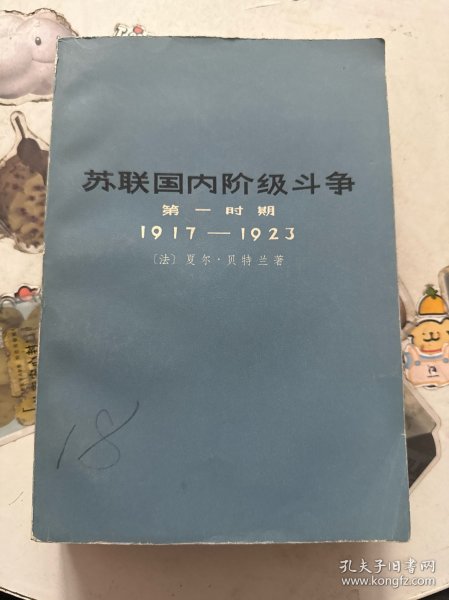 苏联国内阶级斗争
第一时期
1917—1923
〔法〕夏尔·贝特兰著
18
孔夫子旧书网
www.kongfz.com